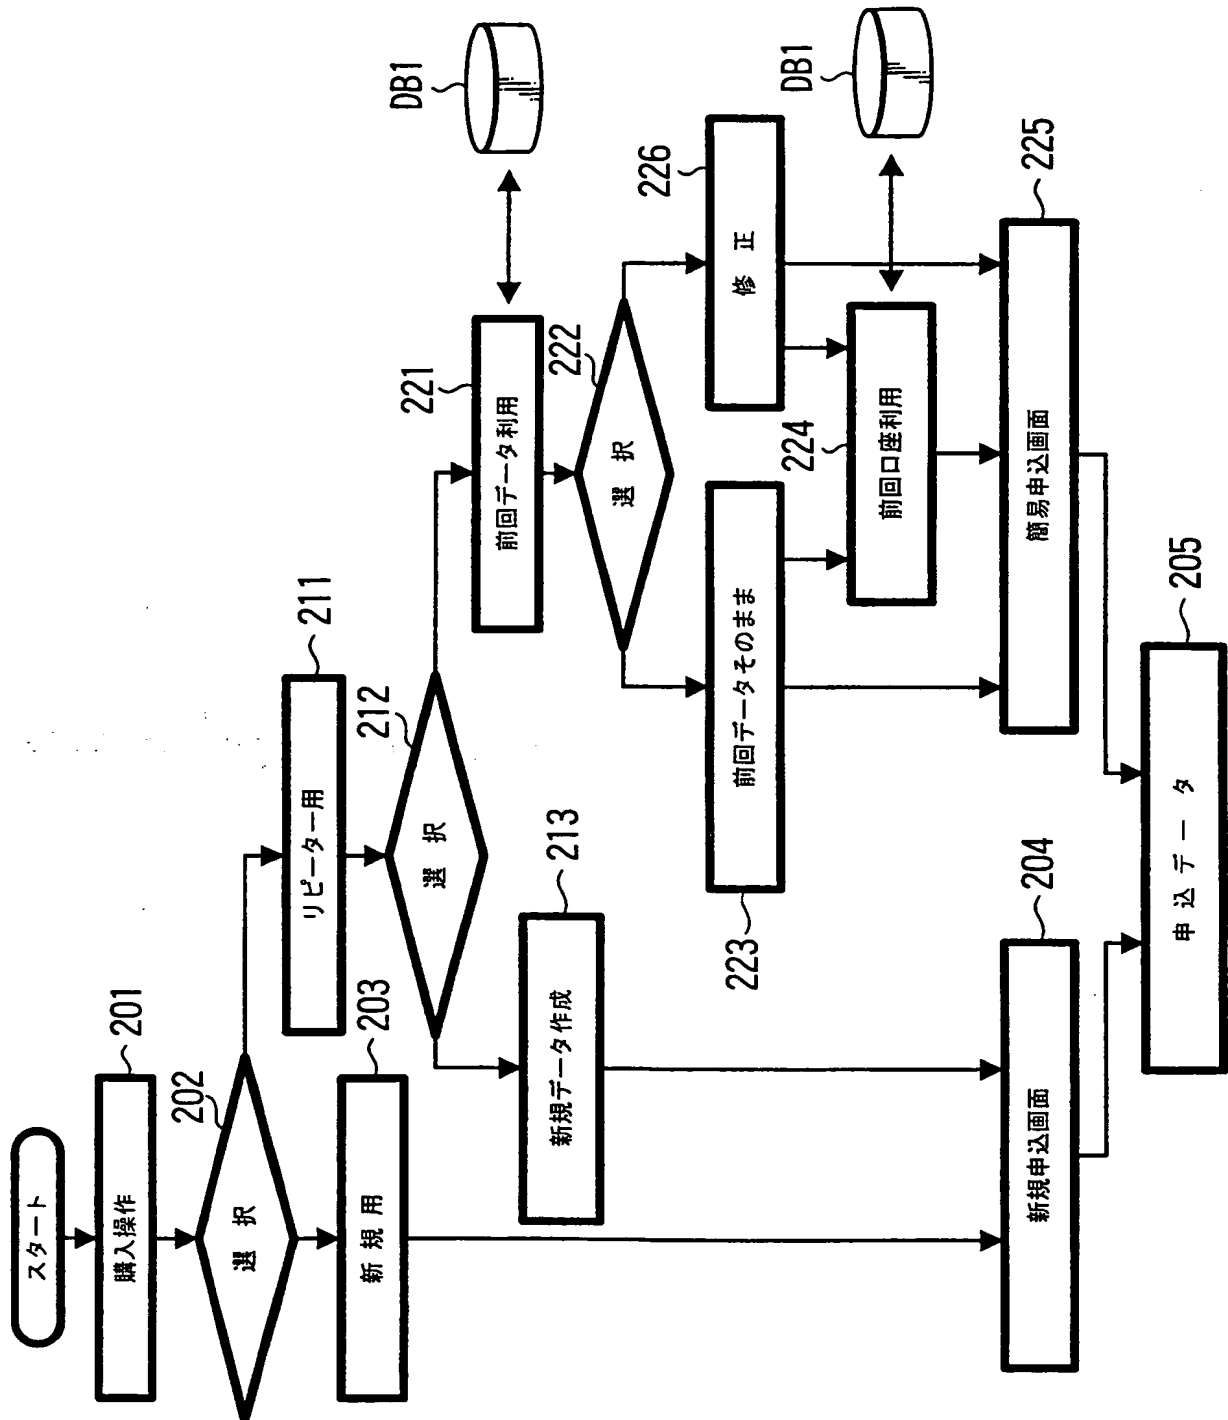 スタート
購入操作
201
選択
202
新規用
203
リピーター用
211
選択
212
新規データ作成
213
前回データ利用
221
DB1
選択
222
前回データそのまま
223
修正
226
前回口座利用
224
DB1
簡易申込画面
225
新規申込画面
204
申込データ
205